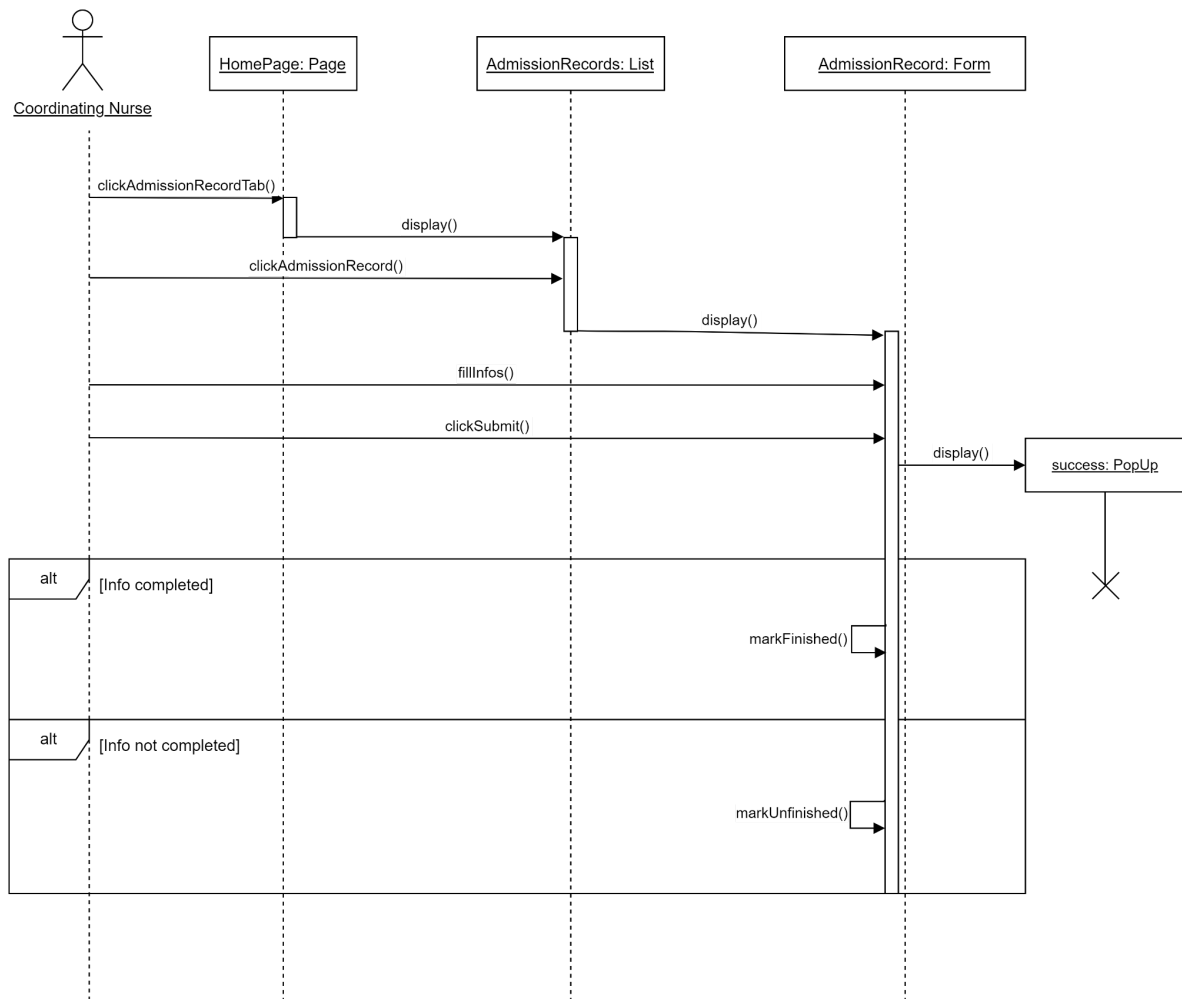 Coordinating Nurse
HomePage: Page
AdmissionRecords: List
AdmissionRecord: Form
clickAdmissionRecordTab()
display()
clickAdmissionRecord()
display()
fillInfos()
clickSubmit()
display()
success: PopUp
alt
[Info completed]
markFinished()
alt
[Info not completed]
markUnfinished()